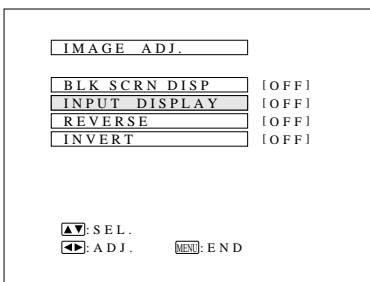 IMAGE ADJ.
BLK SCRN DISP [OFF]
INPUT DISPLAY [OFF]
REVERSE [OFF]
INVERT [OFF]
▲▼:SEL.
◀▶:ADJ. MENU:END